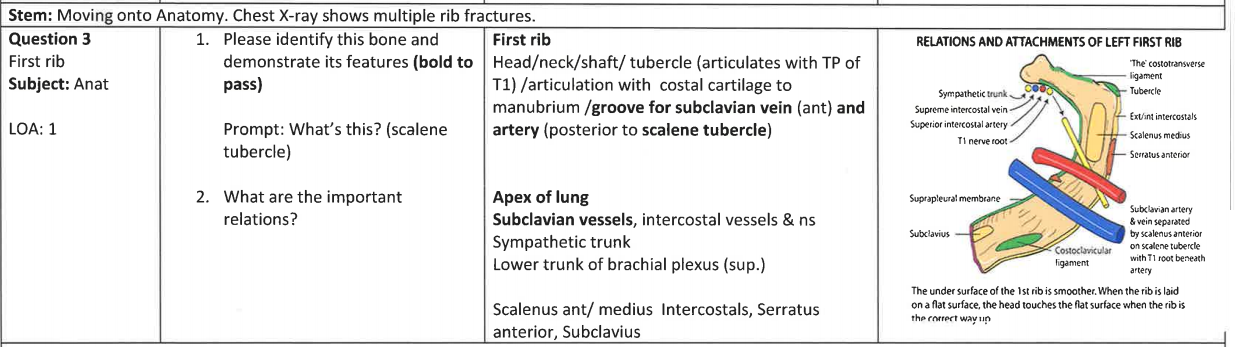 Stem: Moving onto Anatomy. Chest X-ray shows multiple rib fractures.
Question 3
First rib
Subject: Anat
LOA: 1
1. Please identify this bone and
demonstrate its features (bold to
pass)
Prompt: What's this? (scalene
tubercle)
2. What are the important
relations?
First rib
Head/neck/shaft/ tubercle (articulates with TP of
T1) /articulation with costal cartilage to
manubrium /groove for subclavian vein (ant) and
artery (posterior to scalene tubercle)
Apex of lung
Subclavian vessels, intercostal vessels & ns
Sympathetic trunk
Lower trunk of brachial plexus (sup.)
Scalenus ant/ medius Intercostals, Serratus
anterior, Subclavius
RELATIONS AND ATTACHMENTS OF LEFT FIRST RIB
'The' costotransverse
ligament
Tubercle
Ext/int intercostals
Scalenus medius
Serratus anterior
Sympathetic trunk
Supreme intercostal vein
Superior intercostal artery
T1 nerve root
Suprapleural membrane
Subclavius
Costoclavicular
ligament
Subclavian artery
& vein separated
by scalenus anterior
on scalene tubercle
with T1 root beneath
artery
The under surface of the 1st rib is smoother. When the rib is laid
on a flat surface, the head touches the flat surface when the rib is
the correct way up